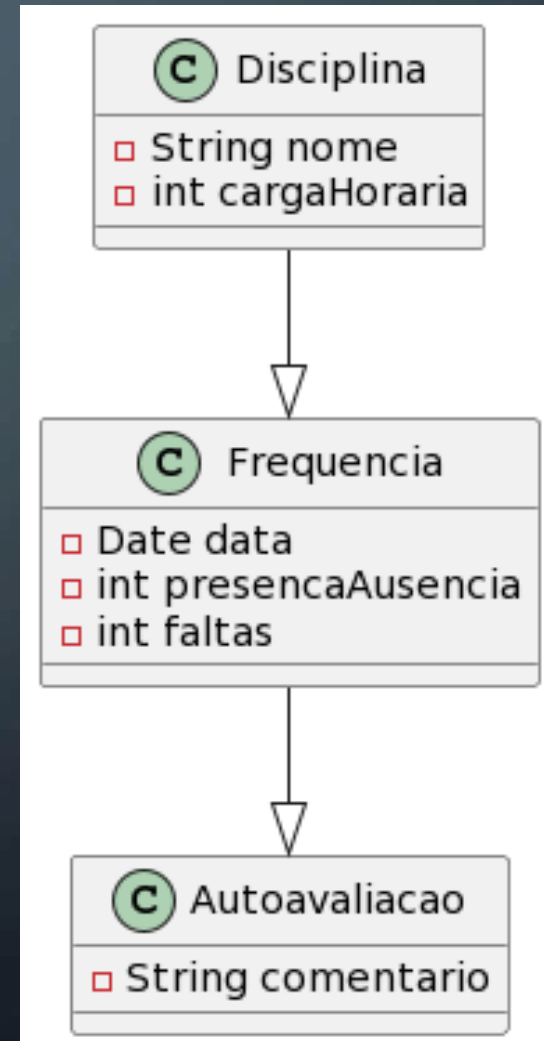 C Disciplina
String nome
int cargaHoraria
C Frequencia
Date data
int presencaAusencia
int faltas
C Autoavaliacao
String comentario